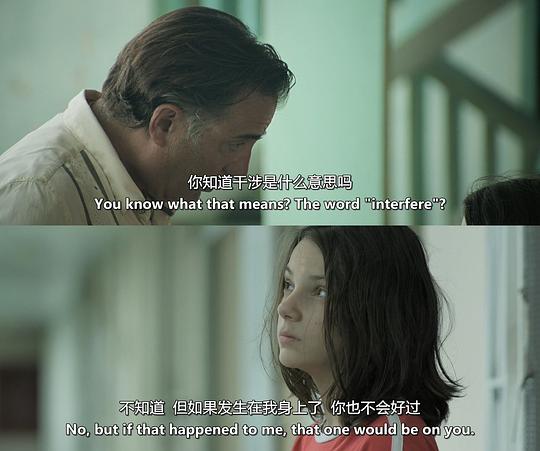 你知道干涉是什么意思吗
You know what that means? The word "interfere"?
不知道 但如果发生在我身上了 你也不会好过
No, but if that happened to me, that one would be on you.